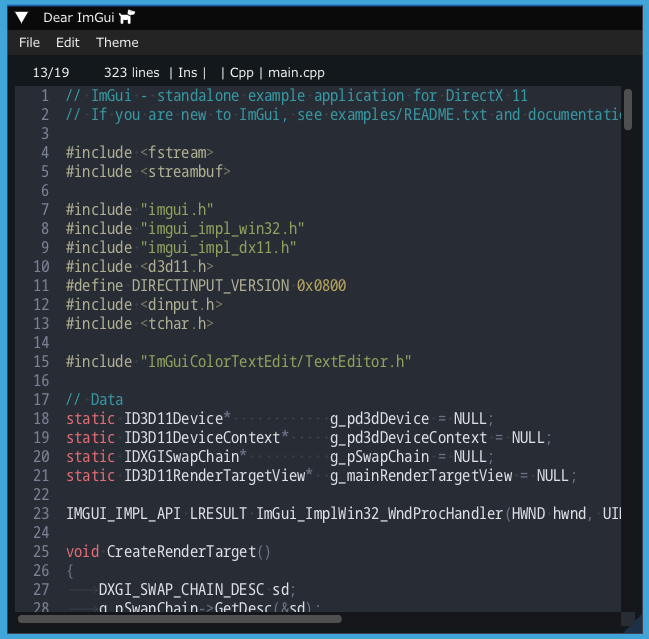 Dear ImGui
File Edit Theme
13/19 323 lines | Ins | | Cpp | main.cpp
1 // ImGui - standalone example application for DirectX 11
2 // If you are new to ImGui, see examples/README.txt and documentatio
3
4 #include <fstream>
5 #include <streambuf>
6
7 #include "imgui.h"
8 #include "imgui_impl_win32.h"
9 #include "imgui_impl_dx11.h"
10 #include <d3d11.h>
11 #define DIRECTINPUT_VERSION 0x0800
12 #include <dinput.h>
13 #include <tchar.h>
14
15 #include "ImGuiColorTextEdit/TextEditor.h"
16
17 // Data
18 static ID3D11Device* g_pd3dDevice = NULL;
19 static ID3D11DeviceContext* g_pd3dDeviceContext = NULL;
20 static IDXGISwapChain* g_pSwapChain = NULL;
21 static ID3D11RenderTargetView* g_mainRenderTargetView = NULL;
22
23 IMGUI_IMPL_API LRESULT ImGui_ImplWin32_WndProcHandler(HWND hwnd, UI
24
25 void CreateRenderTarget()
26 {
27 DXGI_SWAP_CHAIN_DESC sd;
28 g_pSwapChain->GetDesc(&sd);